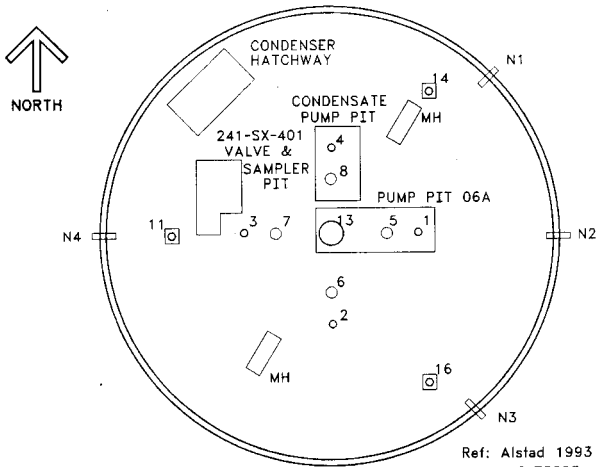 CONDENSER
HATCHWAY
N1
14
NORTH
CONDENSATE
PUMP PIT
MH
241-SX-401
VALVE &
SAMPLER
PIT
4
8
PUMP PIT 06A
N4
11
3
7
13
5
1
N2
6
2
MH
16
N3
Ref: Alstad 1993